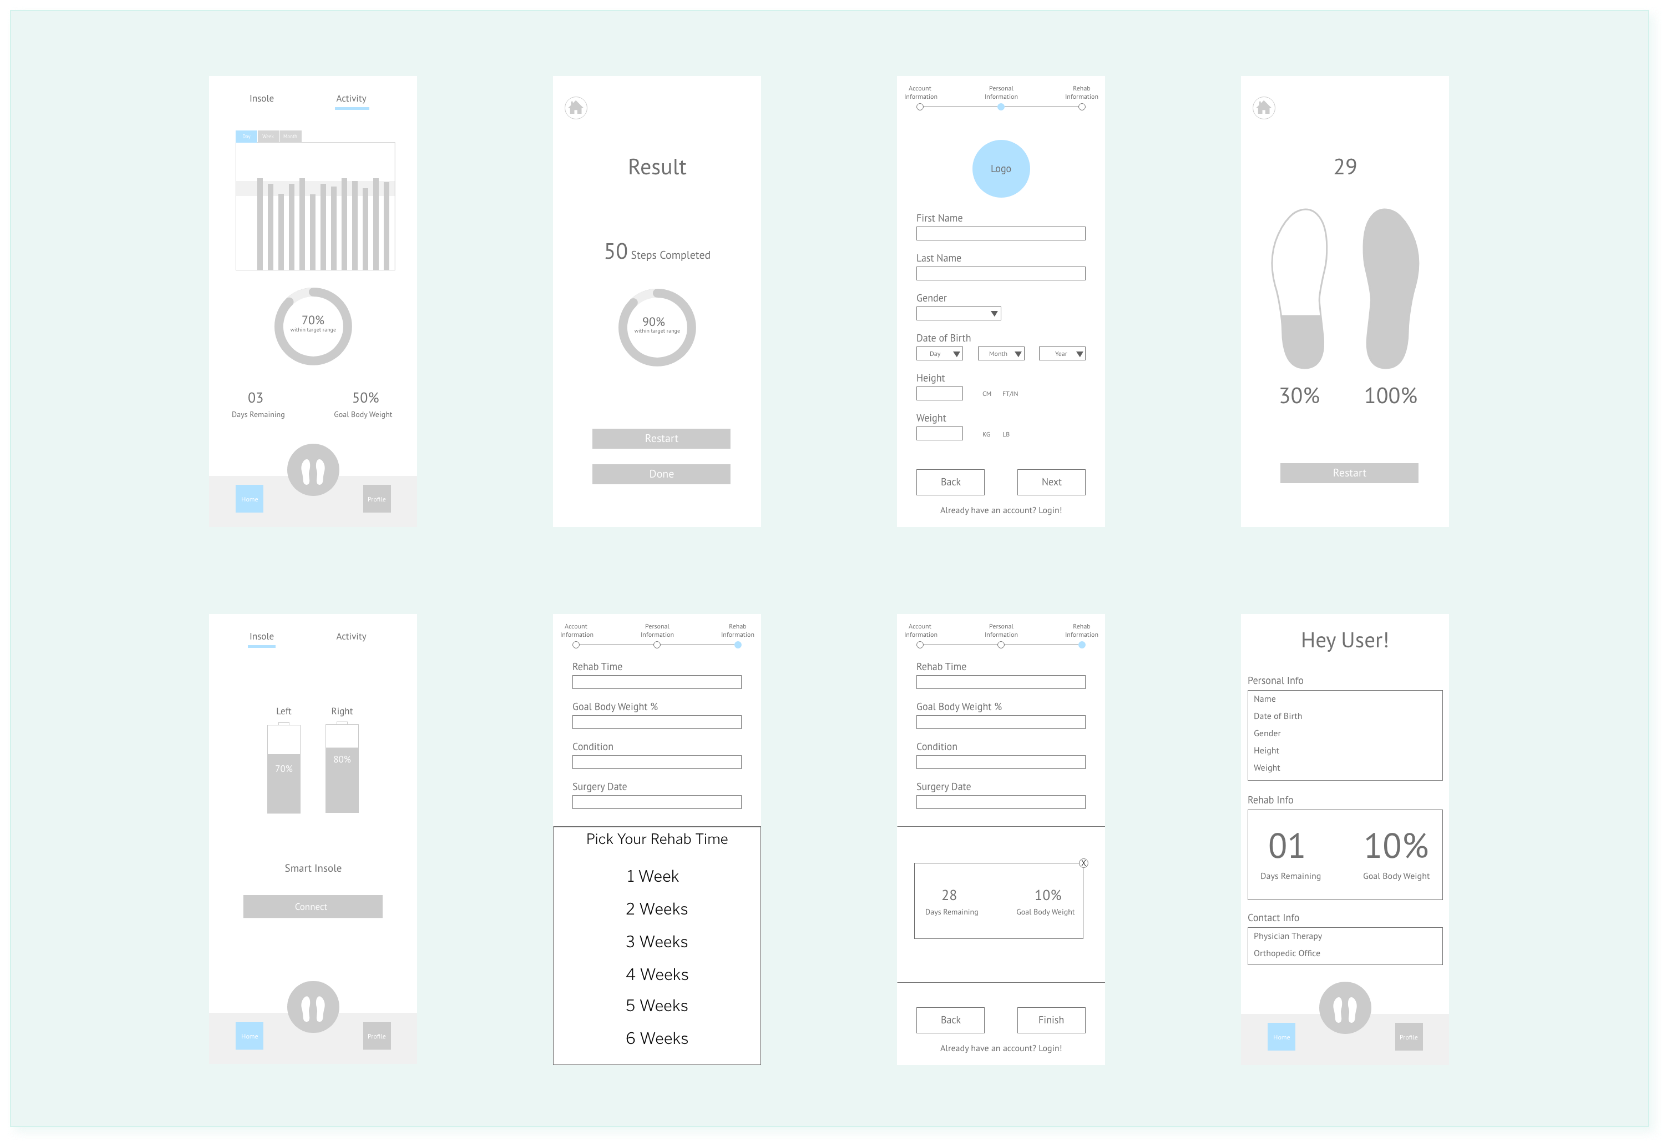 Insole Activity
Day Week Month
70%
within target range
03 50%
Days Remaining Goal Body Weight
Home Profile
Result
50 Steps Completed
90%
within target range
Restart
Done
Account Information Personal Information Rehab Information
Logo
First Name
Last Name
Gender
Date of Birth
Day Month Year
Height
CM FT/IN
Weight
KG LB
Back Next
Already have an account? Login!
29
30% 100%
Restart
Insole Activity
Left Right
70% 80%
Smart Insole
Connect
Home Profile
Account Information Personal Information Rehab Information
Rehab Time
Goal Body Weight %
Condition
Surgery Date
Pick Your Rehab Time
1 Week
2 Weeks
3 Weeks
4 Weeks
5 Weeks
6 Weeks
Account Information Personal Information Rehab Information
Rehab Time
Goal Body Weight %
Condition
Surgery Date
X
28 10%
Days Remaining Goal Body Weight
Back Finish
Already have an account? Login!
Hey User!
Personal Info
Name
Date of Birth
Gender
Height
Weight
Rehab Info
01 10%
Days Remaining Goal Body Weight
Contact Info
Physician Therapy
Orthopedic Office
Home Profile